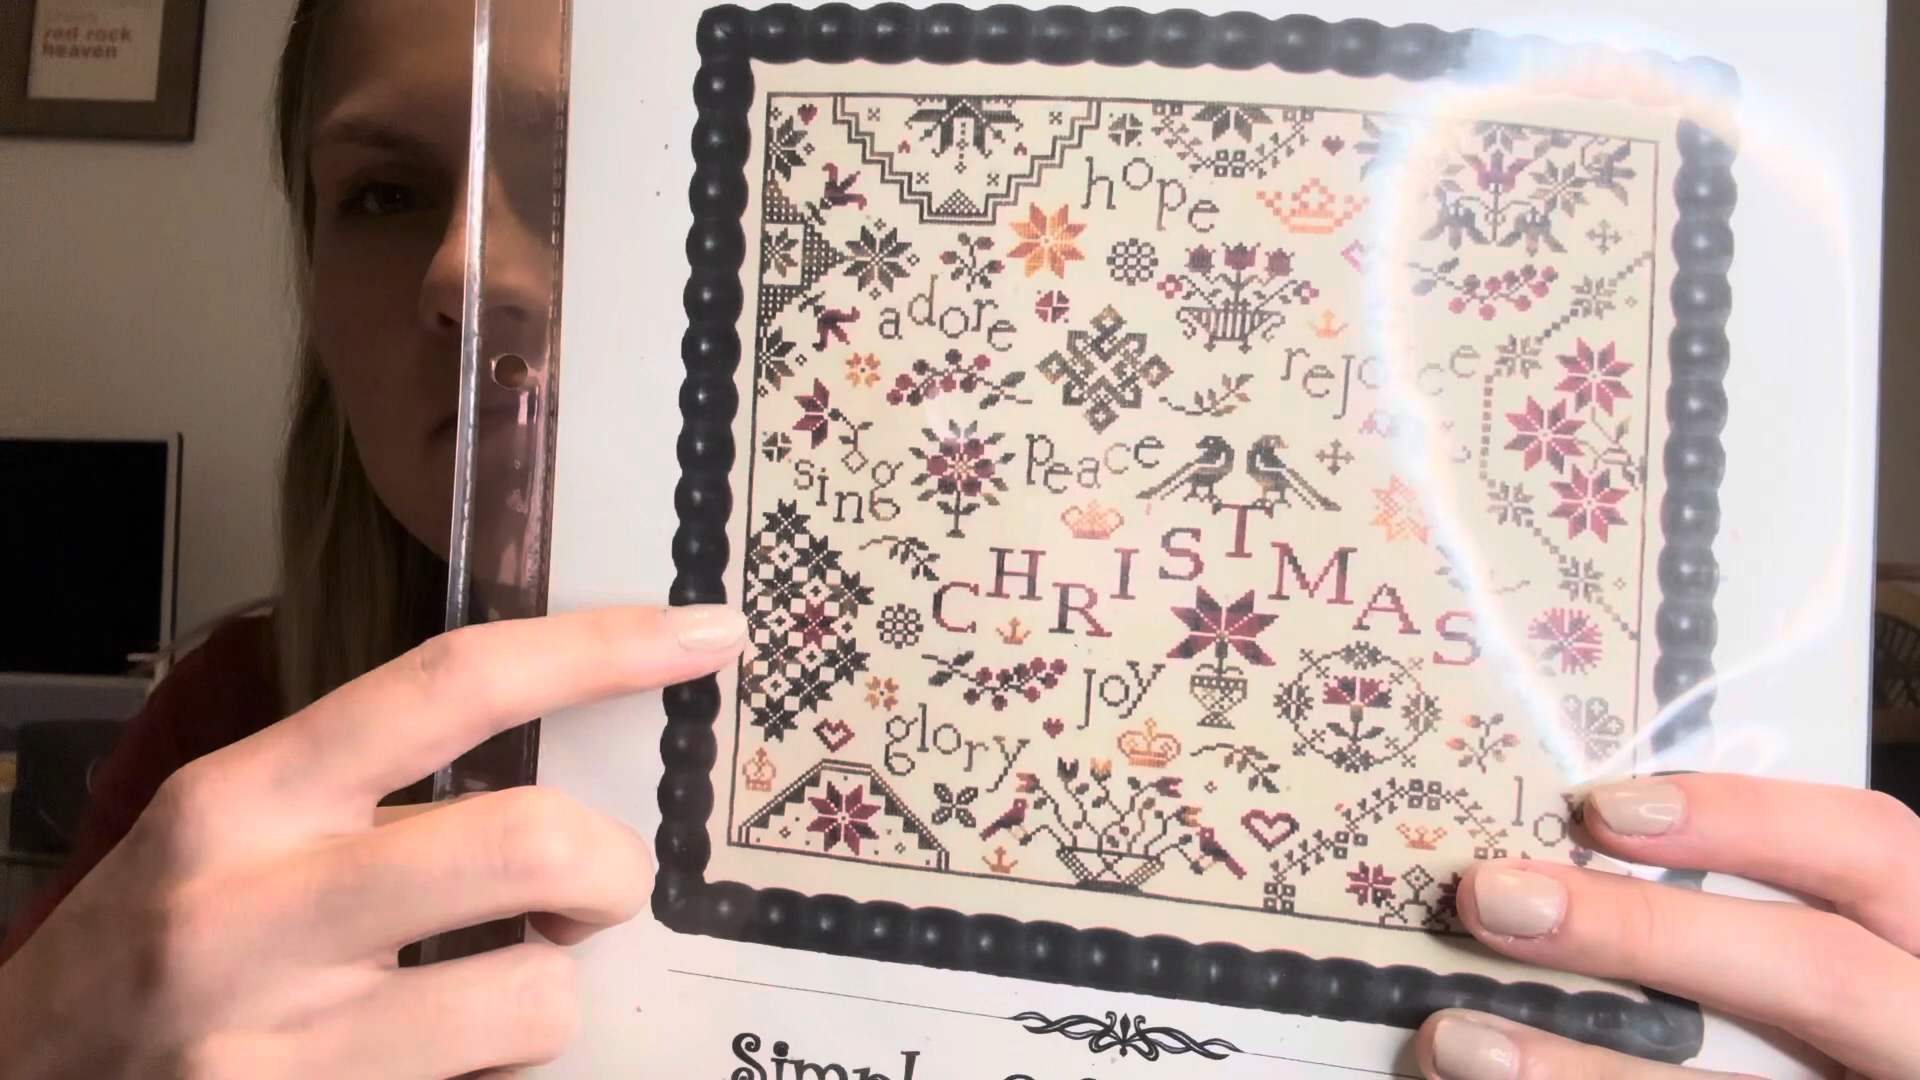 red rock
heaven
hope
adore
rejoice
peace
sing
CHRISTMAS
joy
glory